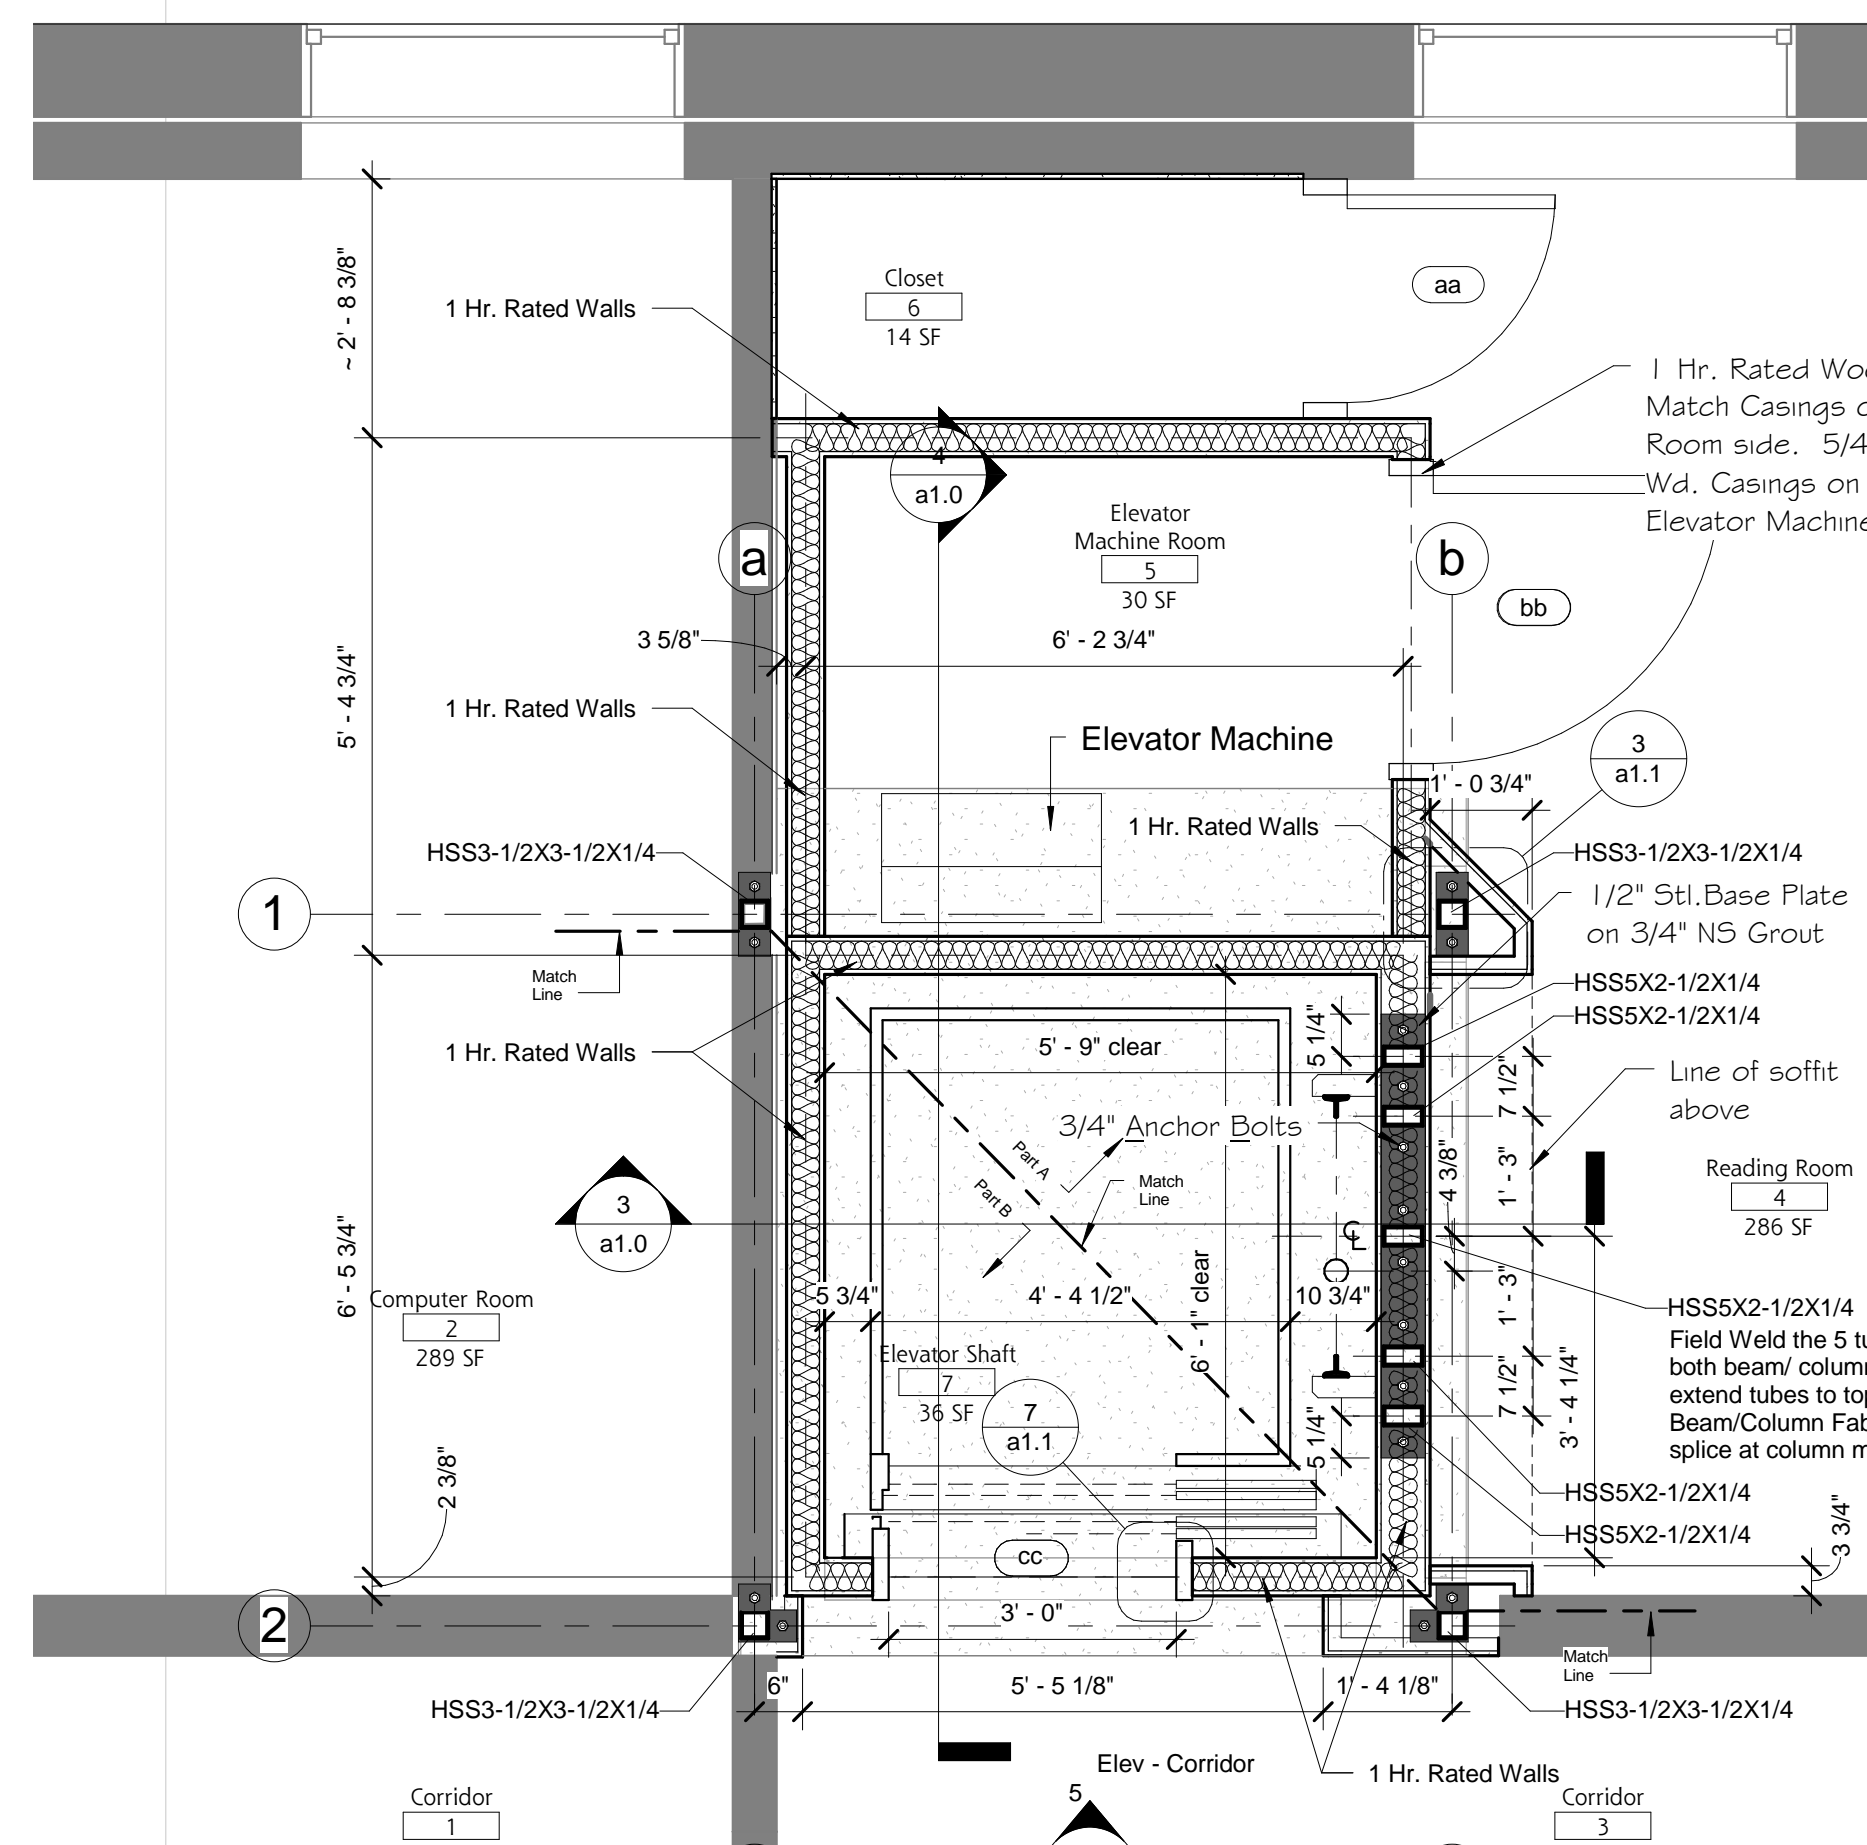 ~ 2' - 8 3/8"
1 Hr. Rated Walls
Closet
6
14 SF
aa
1 Hr. Rated Woo
Match Casings o
Room side. 5/4
Wd. Casings on
Elevator Machine
4
a1.0
Elevator
Machine Room
5
30 SF
a
b
bb
3 5/8"
6' - 2 3/4"
5' - 4 3/4"
1 Hr. Rated Walls
Elevator Machine
3
a1.1
1' - 0 3/4"
1 Hr. Rated Walls
HSS3-1/2X3-1/2X1/4
HSS3-1/2X3-1/2X1/4
1/2" Stl.Base Plate
on 3/4" NS Grout
1
Match
Line
HSS5X2-1/2X1/4
HSS5X2-1/2X1/4
1 Hr. Rated Walls
5' - 9" clear
5 1/4"
7 1/2"
Line of soffit
above
3/4" Anchor Bolts
Part A
Part B
Match
Line
4 3/8"
1' - 3"
Reading Room
4
286 SF
3
a1.0
CL
6' - 1" clear
6' - 5 3/4"
5 3/4"
4' - 4 1/2"
10 3/4"
1' - 3"
Computer Room
2
289 SF
HSS5X2-1/2X1/4
Field Weld the 5 tu
both beam/ column
extend tubes to top
Beam/Column Fab
splice at column m
Elevator Shaft
7
36 SF
7
a1.1
5 1/4"
7 1/2"
3' - 4 1/4"
2 3/8"
HSS5X2-1/2X1/4
HSS5X2-1/2X1/4
3 3/4"
cc
3' - 0"
2
Match
Line
6"
5' - 5 1/8"
1' - 4 1/8"
HSS3-1/2X3-1/2X1/4
HSS3-1/2X3-1/2X1/4
Elev - Corridor
5
1 Hr. Rated Walls
Corridor
1
Corridor
3